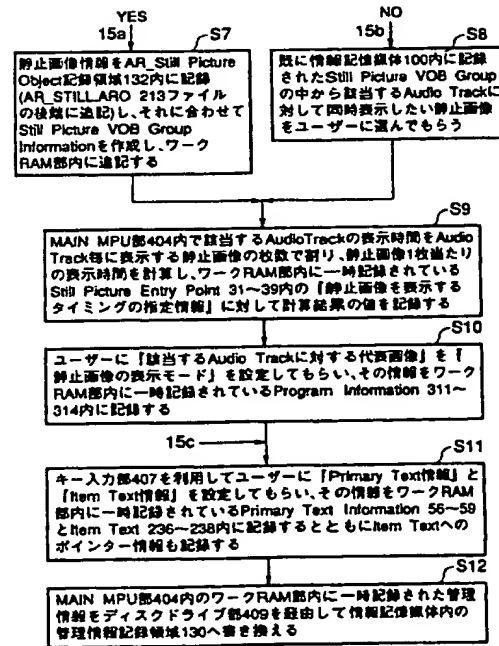 YES
NO
15a
15b
S7
S8
静止画像情報をAR_Still Picture
Object記録領域132内に記録
(AR_STILL.ARO 213ファイル
の後端に追記)し、それに合わせて
Still Picture VOB Group
Informationを作成し、ワーク
RAM部内に追記する
既に情報記憶媒体100内に記録
されたStill Picture VOB Group
の中から該当するAudio Trackに
対して同時表示したい静止画像
をユーザーに選んでもらう
S9
MAIN MPU部404内で該当するAudioTrackの表示時間をAudio
Track毎に表示する静止画像の枚数で割り、静止画像1枚当たり
の表示時間を計算し、ワークRAM部内に一時記録されている
Still Picture Entry Point 31～39内の『静止画像を表示する
タイミングの指定情報』に対して計算結果の値を記録する
S10
ユーザーに『該当するAudio Trackに対する代表画像』を『
静止画像の表示モード』を設定してもらい、その情報をワーク
RAM部内に一時記録されているProgram Information 311～
314内に記録する
15c
S11
キー入力部407を利用してユーザーに『Primary Text情報』と
『Item Text情報』を設定してもらい、その情報をワークRAM
部内に一時記録されているPrimary Text Information 56～59
とItem Text 236～238内に記録するとともにItem Textへの
ポインター情報も記録する
S12
MAIN MPU部404内のワークRAM部内に一時記録された管理
情報をディスクドライブ部409を経由して情報記憶媒体内の
管理情報記録領域130へ書き換える